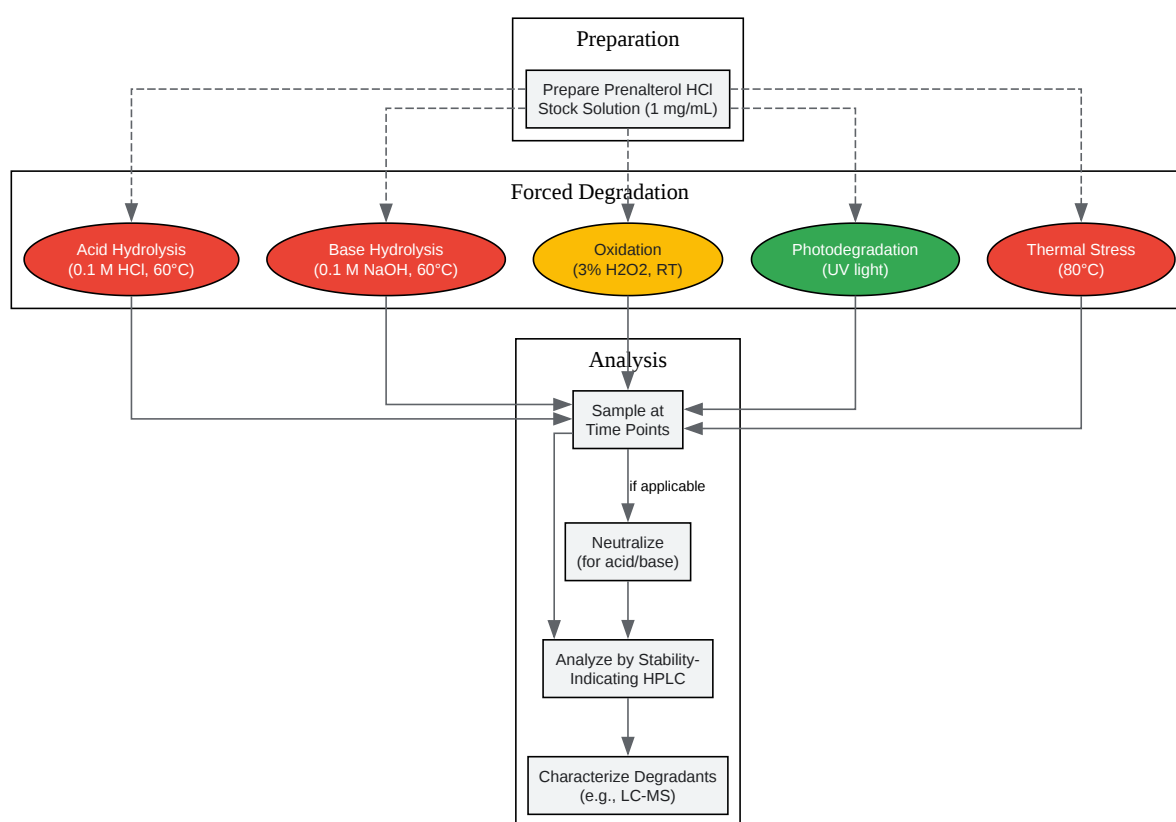 Preparation
Prepare Prenalterol HCl
Stock Solution (1 mg/mL)
Forced Degradation
Acid Hydrolysis
(0.1 M HCl, 60°C)
Base Hydrolysis
(0.1 M NaOH, 60°C)
Oxidation
(3% H2O2, RT)
Photodegradation
(UV light)
Thermal Stress
(80°C)
Analysis
Sample at
Time Points
if applicable
Neutralize
(for acid/base)
Analyze by Stability-
Indicating HPLC
Characterize Degradants
(e.g., LC-MS)